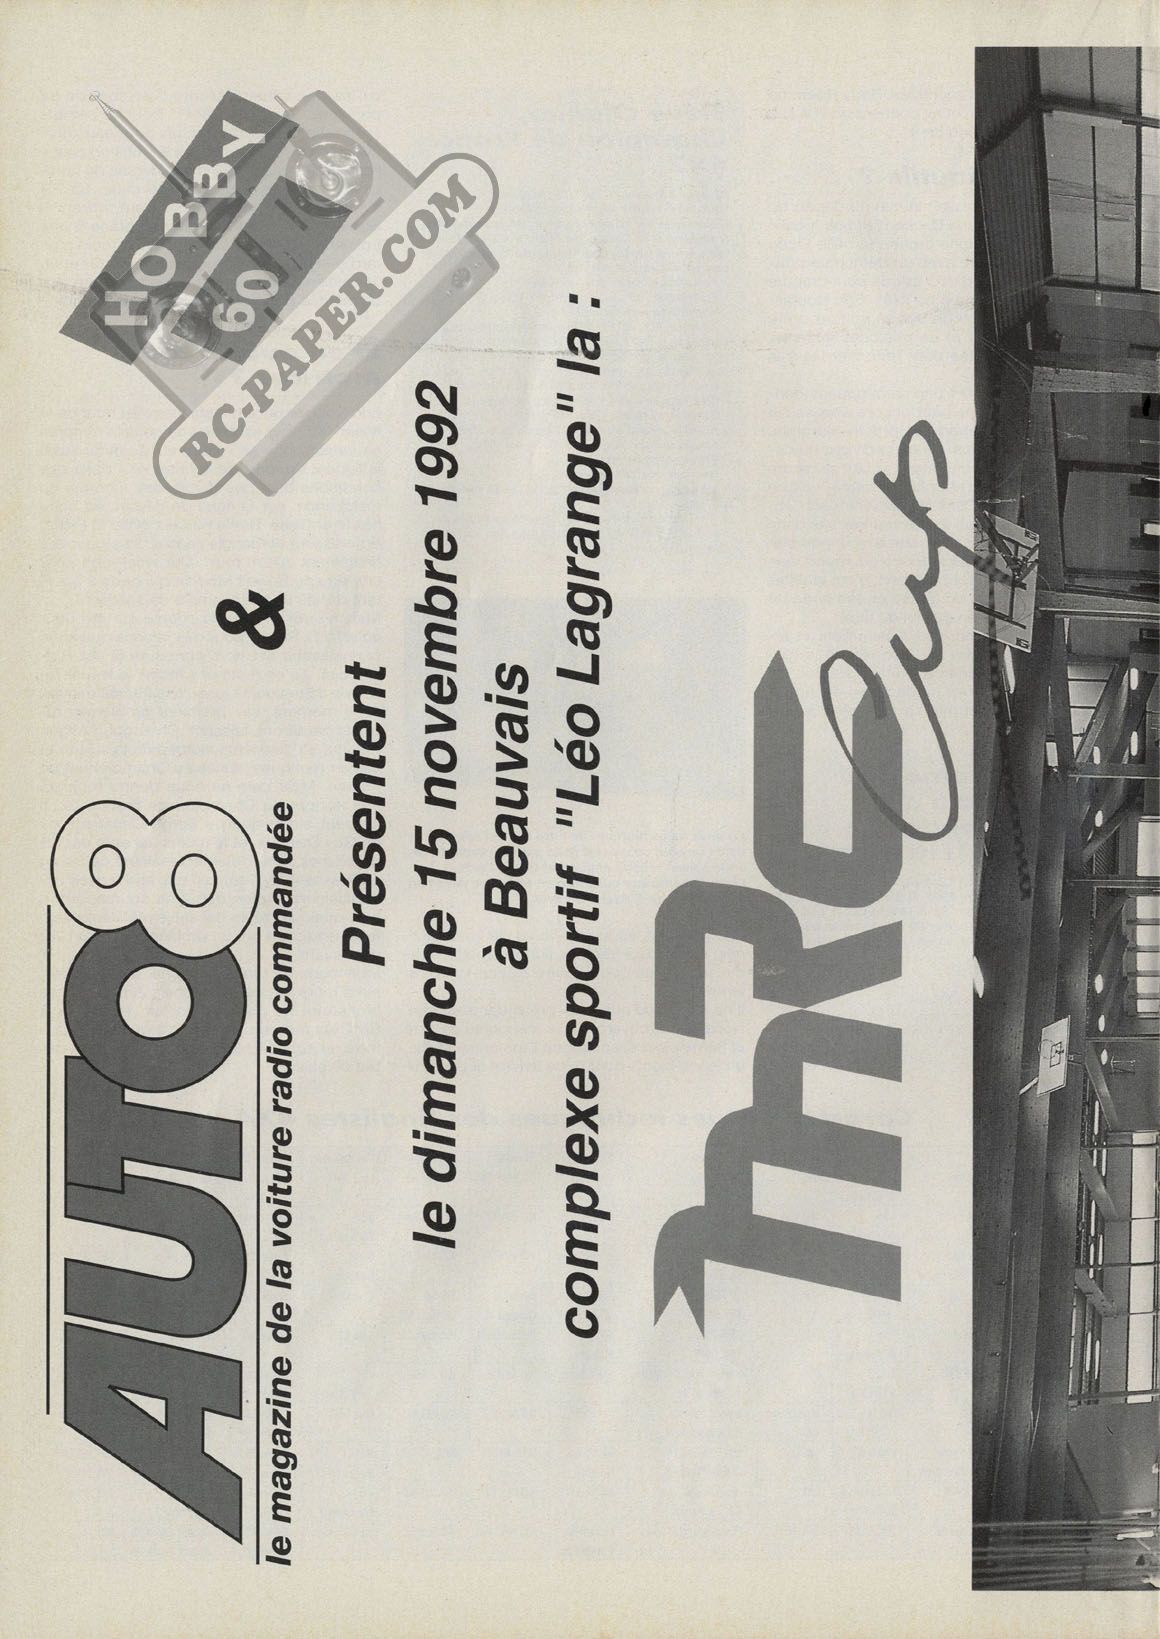 AUTO8
le magazine de la voiture radio commandée
&
HOBBY
60
RC-PAPER.COM
Présentent
le dimanche 15 novembre 1992
à Beauvais
complexe sportif "Léo Lagrange" la :
mRC
Cup